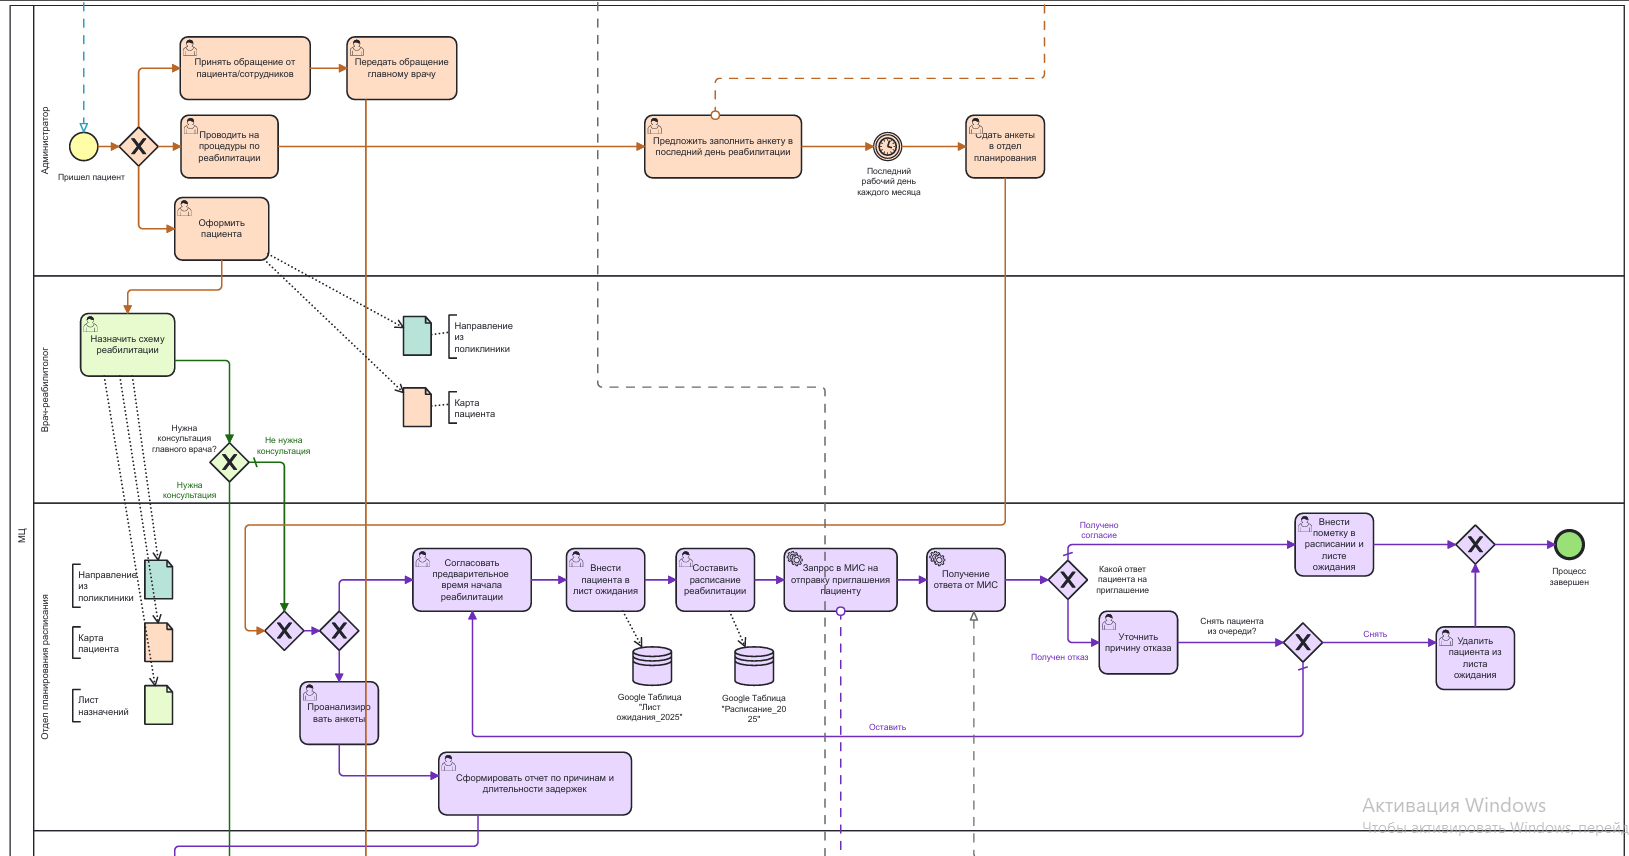 МЦ
Администратор
Принять обращение от
пациента/сотрудников
Передать обращение
главному врачу
Пришел пациент
Проводить на
процедуры по
реабилитации
Предложить заполнить анкету в
последний день реабилитации
Последний
рабочий день
каждого месяца
Сдать анкеты
в отдел
планирования
Оформить
пациента
Врач-реабилитолог
Назначить схему
реабилитации
Направление
из
поликлиники
Карта
пациента
Нужна
консультация
главного врача?
Не нужна
консультация
Нужна
консультация
Отдел планирования расписания
Направление
из
поликлиники
Карта
пациента
Лист
назначений
Согласовать
предварительное
время начала
реабилитации
Внести
пациента в
лист ожидания
Составить
расписание
реабилитации
Запрос в МИС на
отправку приглашения
пациенту
Получение
ответа от МИС
Получено
согласие
Какой ответ
пациента на
приглашение
Получен отказ
Внести
пометку в
расписании и
листе
ожидания
Процесс
завершен
Уточнить
причину отказа
Снять пациента
из очереди?
Снять
Удалить
пациента из
листа
ожидания
Google Таблица
"Лист
ожидания_2025"
Google Таблица
"Расписание_20
25"
Оставить
Проанализиро
вать анкеты
Сформировать отчет по причинам и
длительности задержек
Активация Windows
Чтобы активировать Windows, перейд